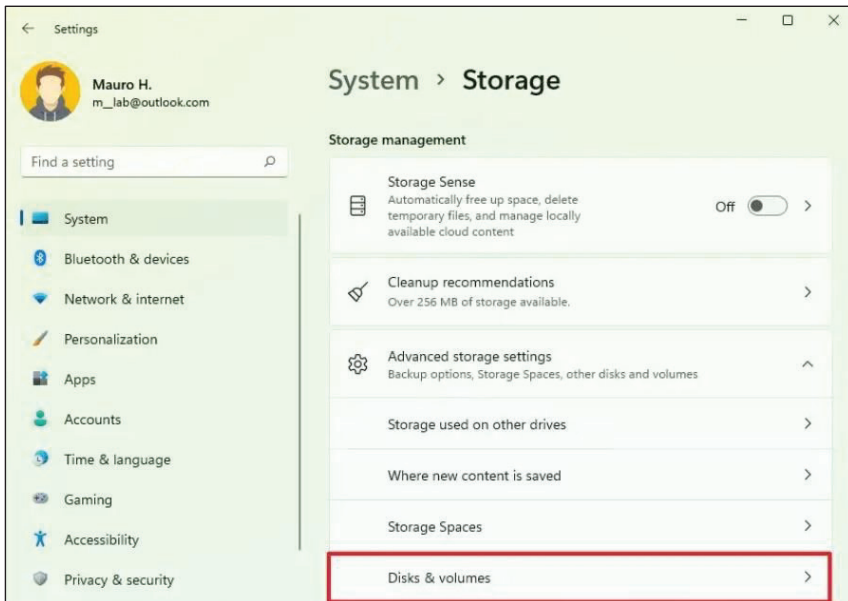 Settings
Mauro H.
m__lab@outlook.com
Find a setting
System
Bluetooth & devices
Network & internet
Personalization
Apps
Accounts
Time & language
Gaming
Accessibility
Privacy & security
System › Storage
Storage management
Storage Sense
Automatically free up space, delete
temporary files, and manage locally
available cloud content
Off
Cleanup recommendations
Over 256 MB of storage available.
Advanced storage settings
Backup options, Storage Spaces, other disks and volumes
Storage used on other drives
Where new content is saved
Storage Spaces
Disks & volumes